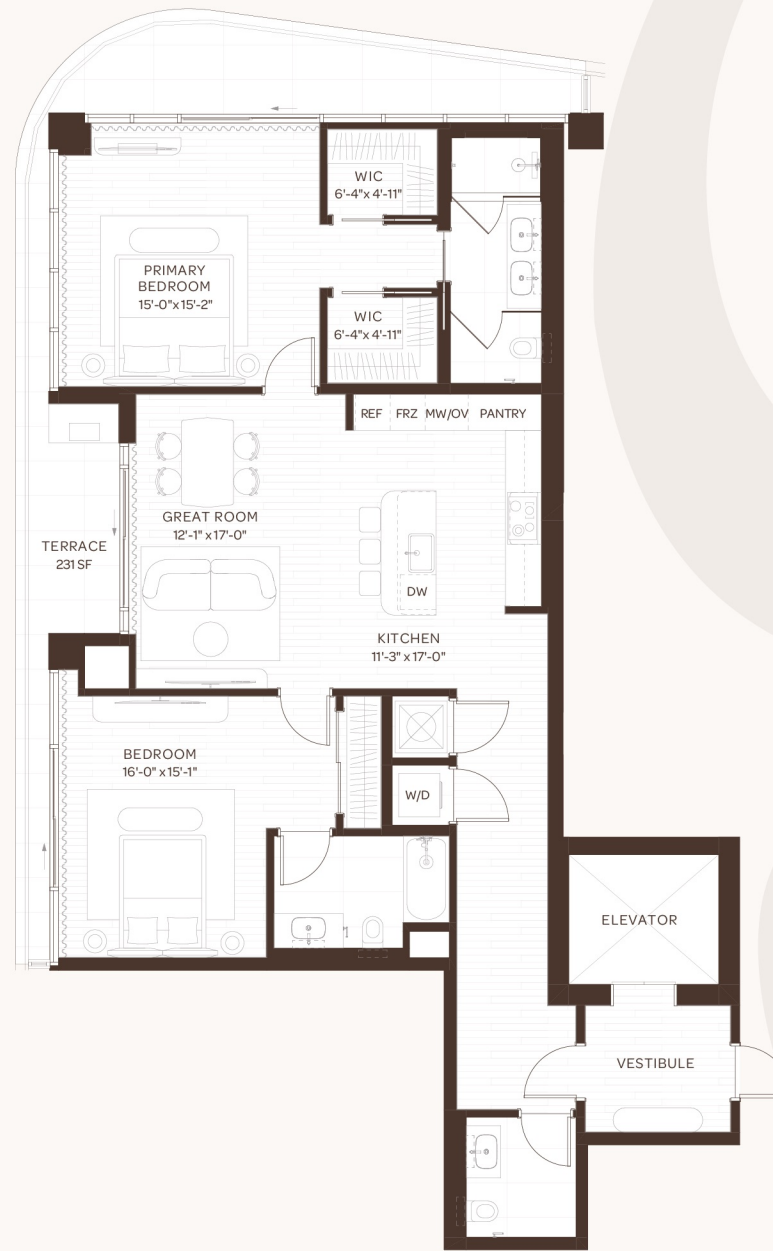 WIC
6'-4"x 4'-11"
PRIMARY
BEDROOM
15'-0"x 15'-2"
WIC
6'-4"x 4'-11"
REF FRZ MW/OV PANTRY
GREAT ROOM
12'-1" x 17'-0"
TERRACE
231 SF
DW
KITCHEN
11'-3" x 17'-0"
BEDROOM
16'-0" x 15'-1"
W/D
ELEVATOR
VESTIBULE